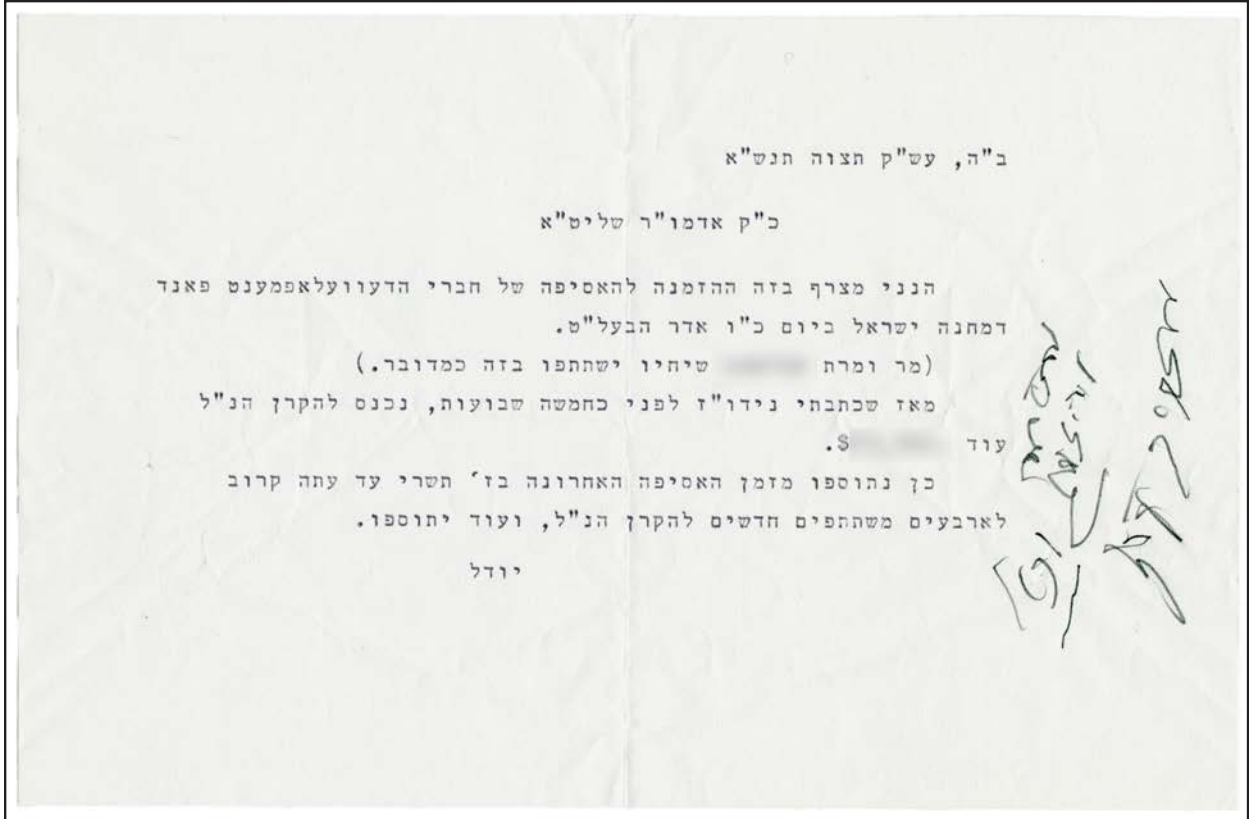 ב"ה, עש"ק תצוה תנש"א
כ"ק אדמו"ר שליט"א
הנני מצרף בזה ההזמנה להאסיפה של חברי הדעוועלאפמענט פאנד
דמחנה ישראל ביום כ"ו אדר הבעל"ט.
(מר ומרת שיחיו ישתתפו בזה כמדובר.)
מאז שכתבתי נידו"ז לפני כחמשה שבועות, נכנס להקרן הנ"ל
עוד $.
כן נתוספו מזמן האסיפה האחרונה בז' תשרי עד עתה קרוב
לארבעים משתתפים חדשים להקרן הנ"ל, ועוד יתוספו.
יודל